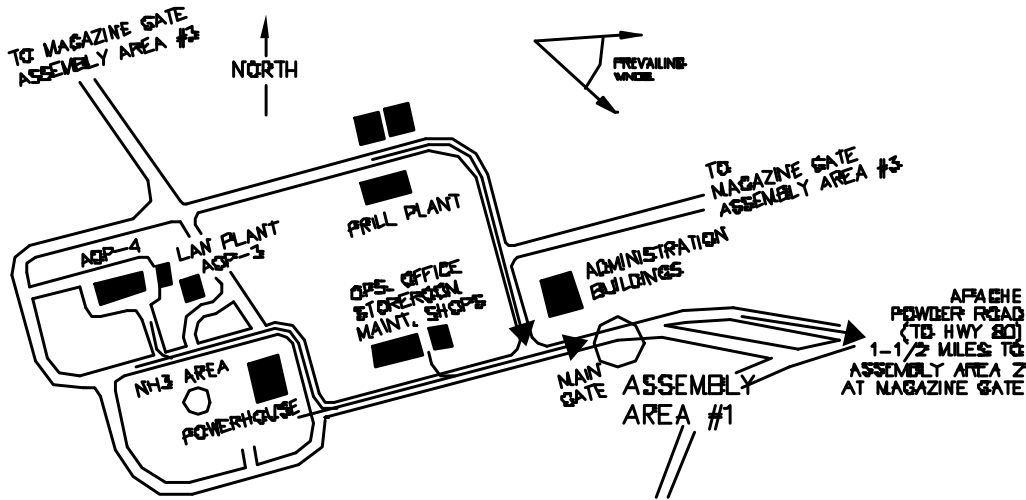 TO MAGAZINE GATE
ASSEMBLY AREA #3
NORTH
PREVAILING
WINDS
TO
MAGAZINE GATE
ASSEMBLY AREA #3
PRILL PLANT
AOP-4
LAN PLANT
AOP-3
OPS. OFFICE
STOREROOM
MAINT. SHOPS
ADMINISTRATION
BUILDINGS
APACHE
POWDER ROAD
(TO HWY 80)
1-1/2 MILES TO
ASSEMBLY AREA 2
AT MAGAZINE GATE
NH3 AREA
POWERHOUSE
MAIN
GATE
ASSEMBLY
AREA #1